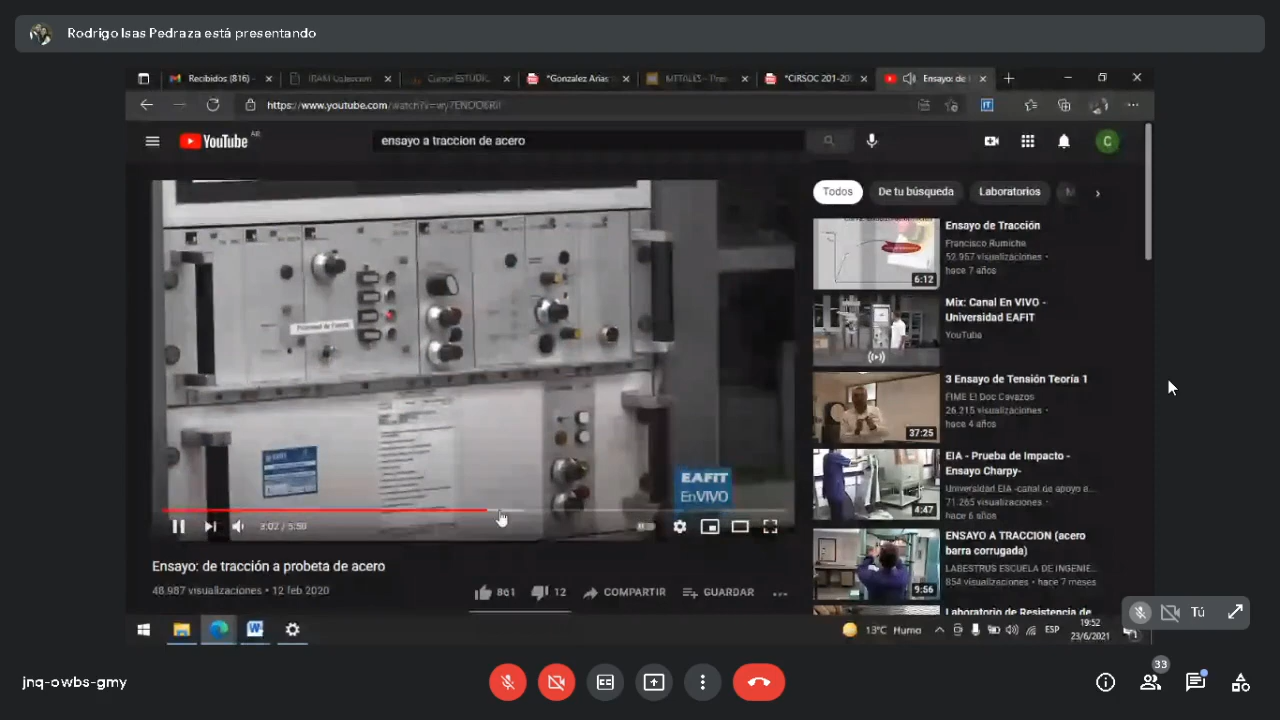 Rodrigo Isas Pedraza está presentando
Recibidos (816) -
*Gonzalez Arias
*CIRSOC 201-20
Ensayo: de
https://www.youtube.com/watch?v=
YouTube
AR
ensayo a traccion de acero
C
Todos
De tu búsqueda
Laboratorios
M
EAFIT
EnVIVO
3:02 / 5:50
Ensayo: de tracción a probeta de acero
48,987 visualizaciones • 12 feb 2020
861
12
COMPARTIR
GUARDAR
Ensayo de Tracción
Francisco Rumiche
52.957 visualizaciones •
hace 7 años
6:12
Mix: Canal En VIVO -
Universidad EAFIT
YouTube
3 Ensayo de Tensión Teoría 1
FIME El Doc Cavazos
26.215 visualizaciones •
hace 4 años
37:25
EIA - Prueba de Impacto -
Ensayo Charpy-
Universidad EIA -canal de apoyo a...
71.265 visualizaciones •
hace 6 años
4:47
ENSAYO A TRACCION (acero
barra corrugada)
LABESTRUS ESCUELA DE INGENIE...
854 visualizaciones • hace 7 meses
9:56
Laboratorio de Resistencia de
Tú
13°C Humo
ESP
19:52
23/6/2021
jnq-owbs-gmy
33